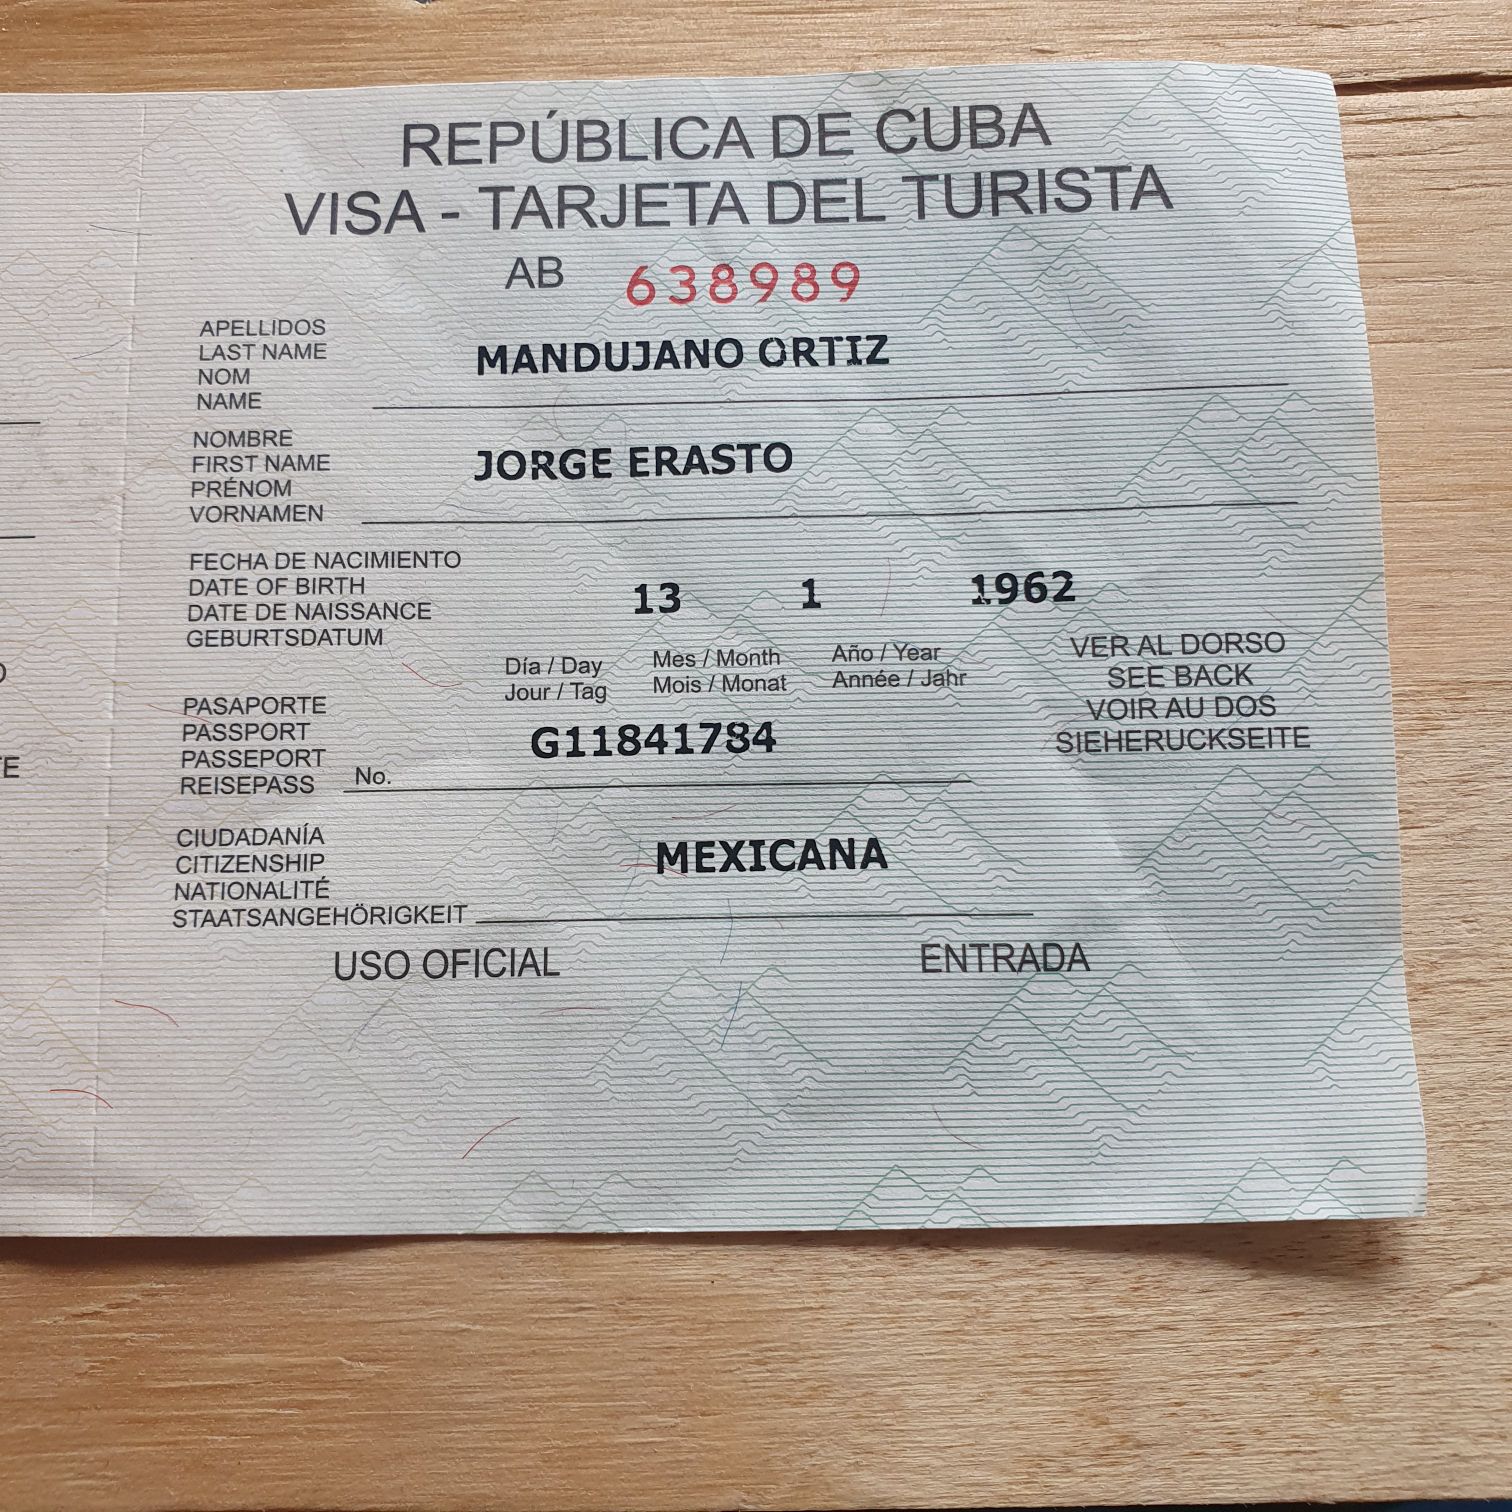 REPÚBLICA DE CUBA
VISA - TARJETA DEL TURISTA
AB 638989
APELLIDOS
LAST NAME
NOM
NAME
MANDUJANO ORTIZ
NOMBRE
FIRST NAME
PRÉNOM
VORNAMEN
JORGE ERASTO
FECHA DE NACIMIENTO
DATE OF BIRTH
DATE DE NAISSANCE
GEBURTSDATUM
13 1 1962
Día / Day Mes / Month Año / Year
Jour / Tag Mois / Monat Année / Jahr
VER AL DORSO
SEE BACK
VOIR AU DOS
SIEHERUCKSEITE
PASAPORTE
PASSPORT
PASSEPORT
REISEPASS No.
G11841784
CIUDADANÍA
CITIZENSHIP
NATIONALITÉ
STAATSANGEHÖRIGKEIT
MEXICANA
USO OFICIAL ENTRADA